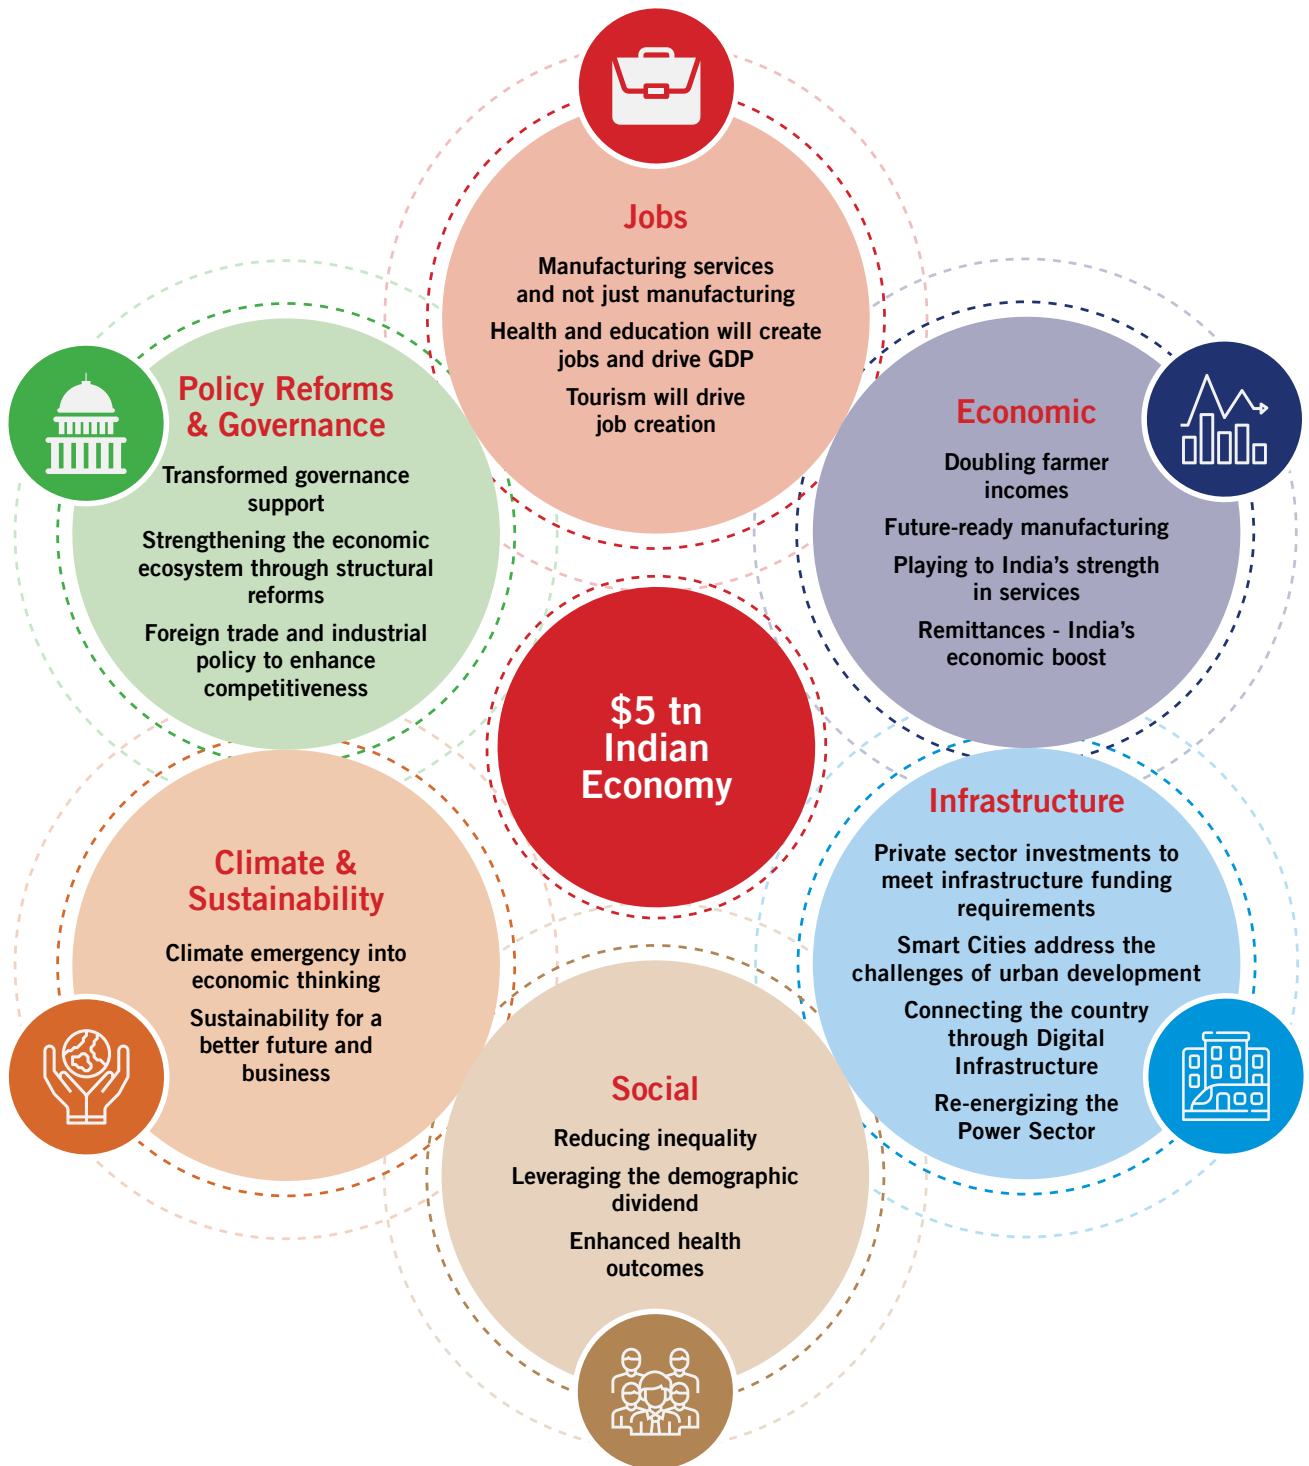 Jobs
Manufacturing services
and not just manufacturing
Health and education will create
jobs and drive GDP
Tourism will drive
job creation
Policy Reforms
& Governance
Transformed governance
support
Strengthening the economic
ecosystem through structural
reforms
Foreign trade and industrial
policy to enhance
competitiveness
Economic
Doubling farmer
incomes
Future-ready manufacturing
Playing to India’s strength
in services
Remittances - India’s
economic boost
$5 tn
Indian
Economy
Climate &
Sustainability
Climate emergency into
economic thinking
Sustainability for a
better future and
business
Infrastructure
Private sector investments to
meet infrastructure funding
requirements
Smart Cities address the
challenges of urban development
Connecting the country
through Digital
Infrastructure
Re-energizing the
Power Sector
Social
Reducing inequality
Leveraging the demographic
dividend
Enhanced health
outcomes